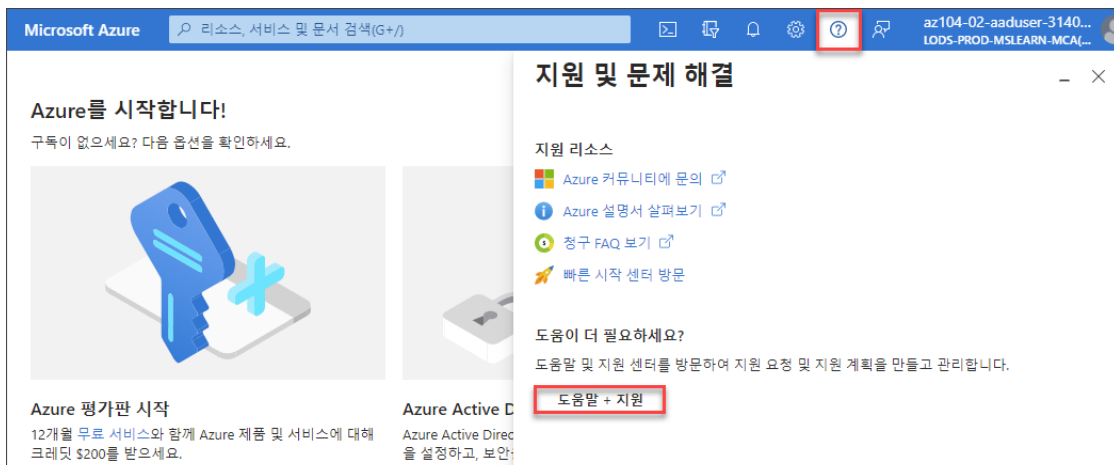 Microsoft Azure
리소스, 서비스 및 문서 검색(G+/)
az104-02-aaduser-3140...
LODS-PROD-MSLEARN-MCA(...
Azure를 시작합니다!
구독이 없으세요? 다음 옵션을 확인하세요.
Azure 평가판 시작
12개월 무료 서비스와 함께 Azure 제품 및 서비스에 대해
크레딧 $200를 받으세요.
Azure Active D
Azure Active Direc
을 설정하고, 보안
지원 및 문제 해결
지원 리소스
Azure 커뮤니티에 문의
Azure 설명서 살펴보기
청구 FAQ 보기
빠른 시작 센터 방문
도움이 더 필요하세요?
도움말 및 지원 센터를 방문하여 지원 요청 및 지원 계획을 만들고 관리합니다.
도움말 + 지원